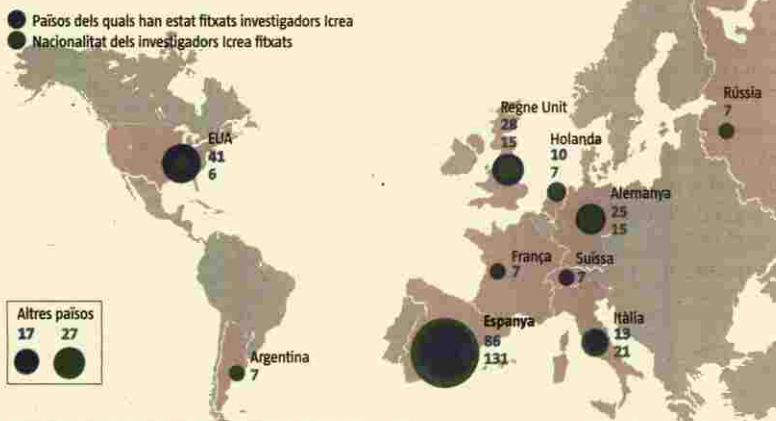 Països dels quals han estat fitxats investigadors Icrea
Nacionalitat dels investigadors Icrea fitxats
EUA
41
6
Regne Unit
28
15
Holanda
10
7
Rússia
7
Alemanya
25
15
França
7
Suïssa
7
Espanya
86
131
Itàlia
13
21
Argentina
7
Altres països
17 27